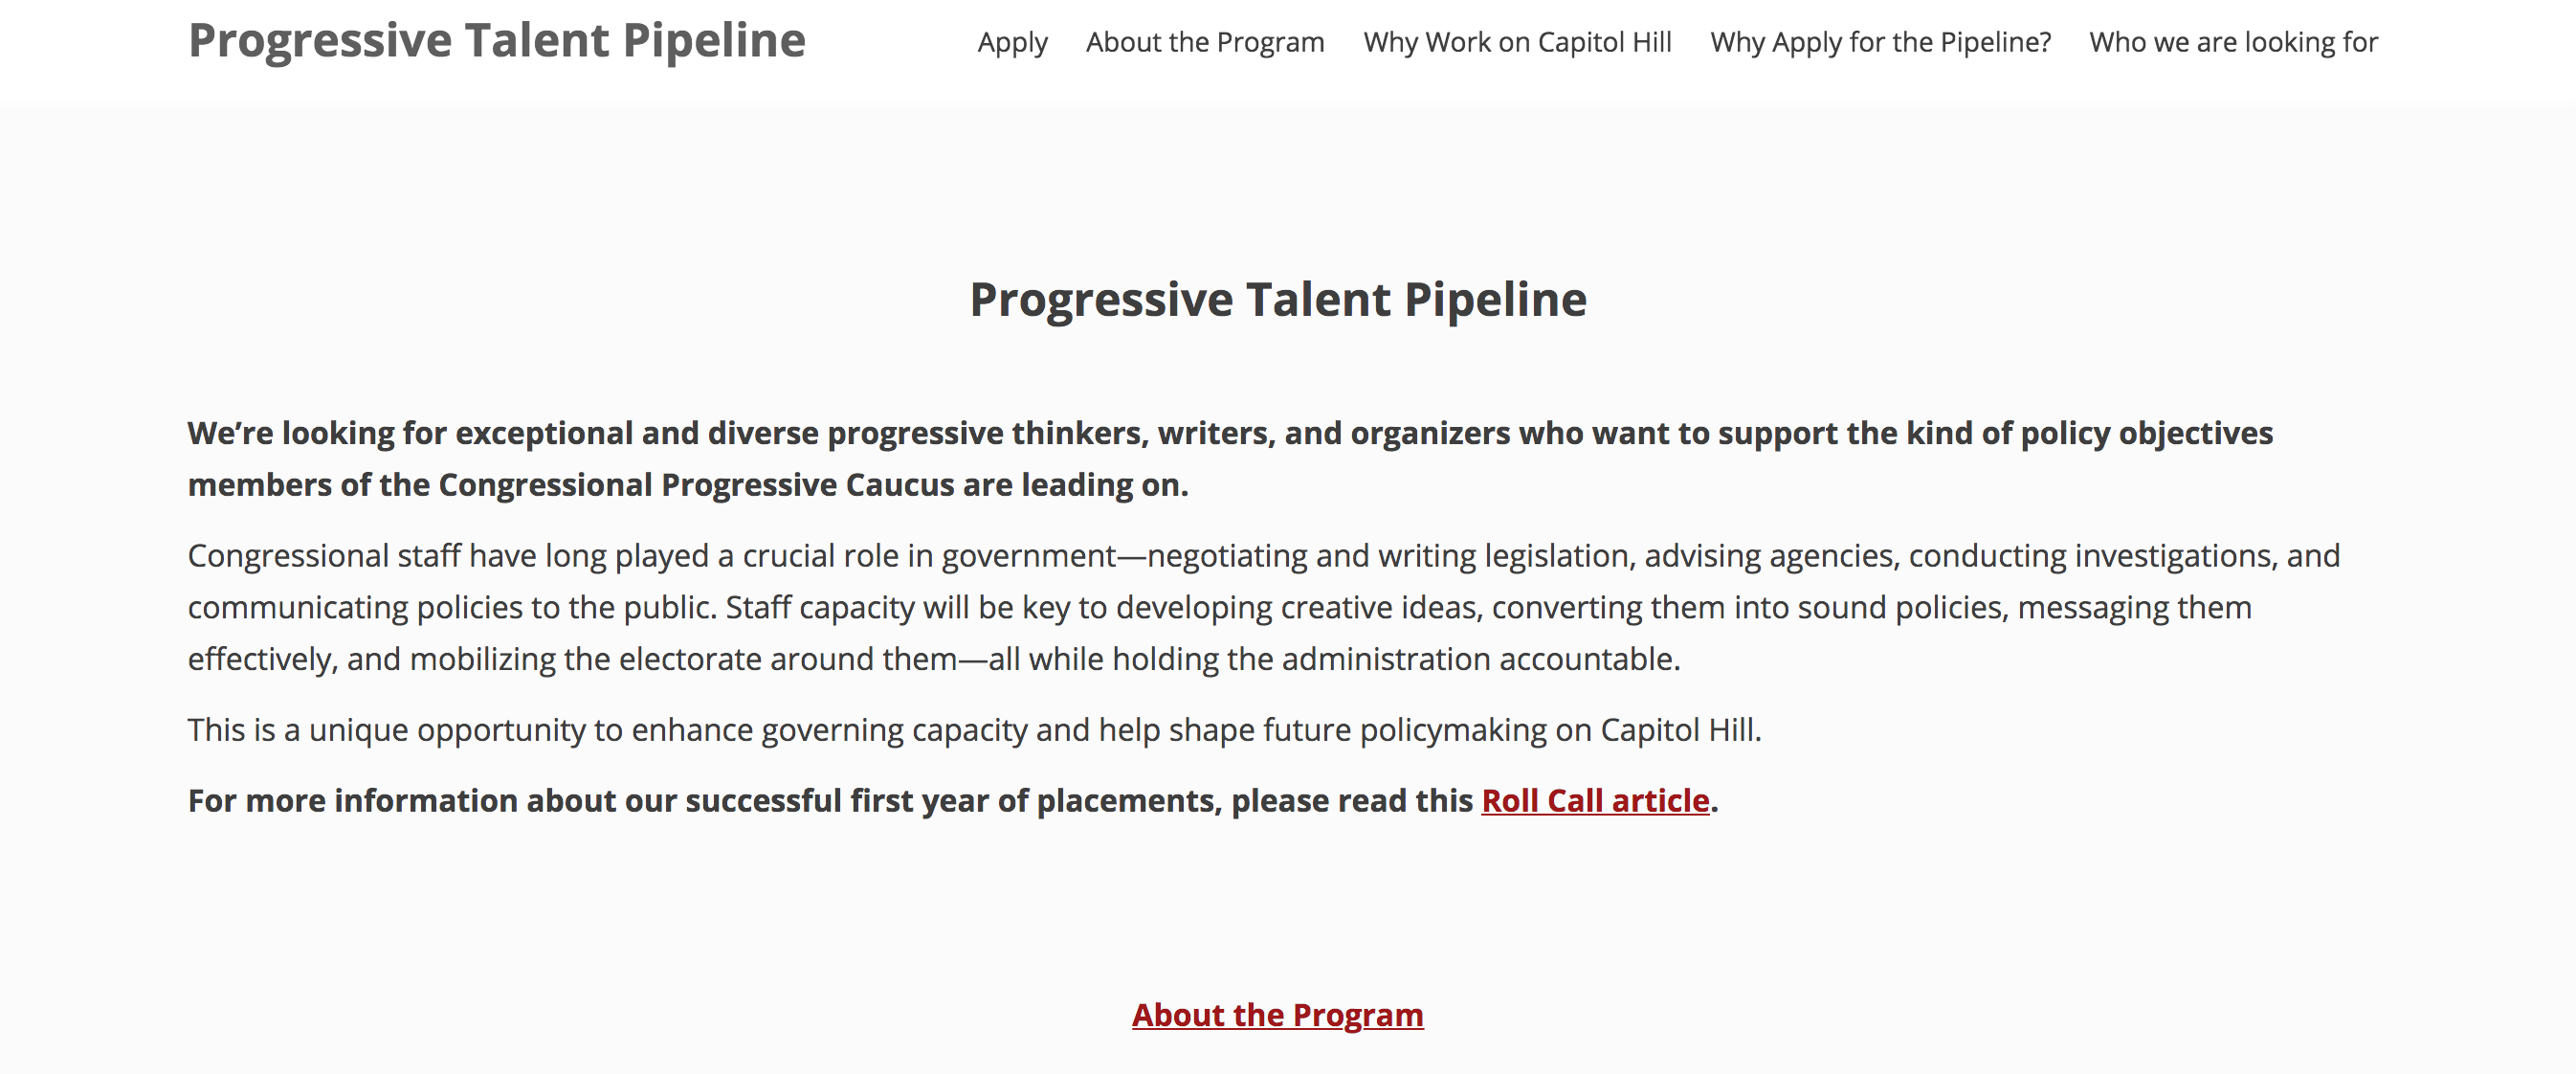 Progressive Talent Pipeline
Apply About the Program Why Work on Capitol Hill Why Apply for the Pipeline? Who we are looking for
Progressive Talent Pipeline
We’re looking for exceptional and diverse progressive thinkers, writers, and organizers who want to support the kind of policy objectives
members of the Congressional Progressive Caucus are leading on.
Congressional staff have long played a crucial role in government—negotiating and writing legislation, advising agencies, conducting investigations, and
communicating policies to the public. Staff capacity will be key to developing creative ideas, converting them into sound policies, messaging them
effectively, and mobilizing the electorate around them—all while holding the administration accountable.
This is a unique opportunity to enhance governing capacity and help shape future policymaking on Capitol Hill.
For more information about our successful first year of placements, please read this Roll Call article.
About the Program